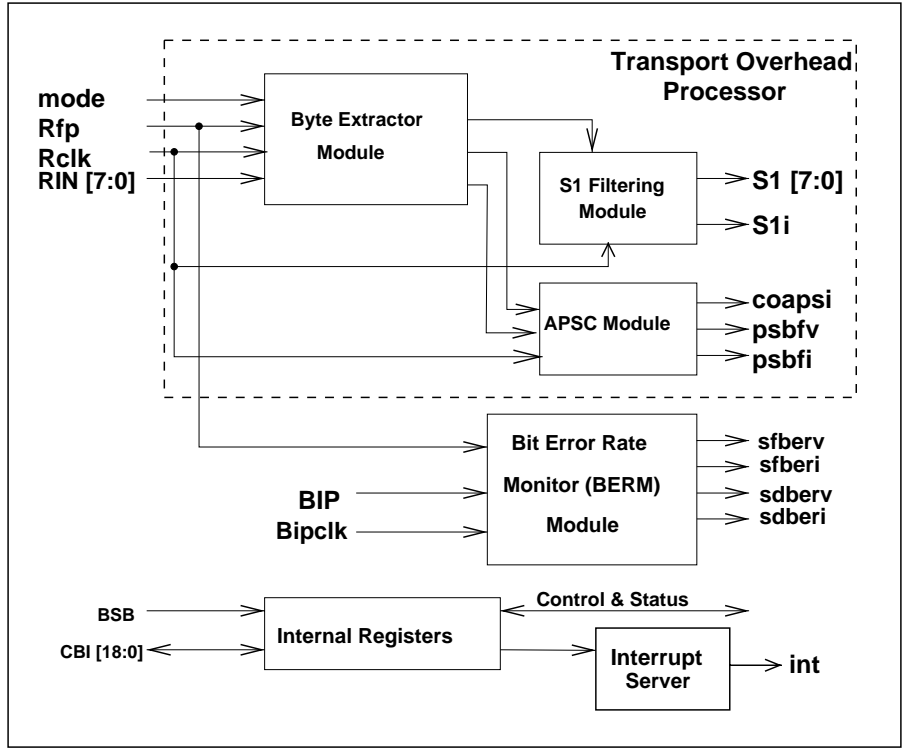 Transport Overhead
Processor
mode
Rfp
Rclk
RIN [7:0]
Byte Extractor
Module
S1 Filtering
Module
S1 [7:0]
S1i
APSC Module
coapsi
psbfv
psbfi
Bit Error Rate
Monitor (BERM)
Module
BIP
Bipclk
sfberv
sfberi
sdberv
sdberi
BSB
CBI [18:0]
Internal Registers
Control & Status
Interrupt
Server
int